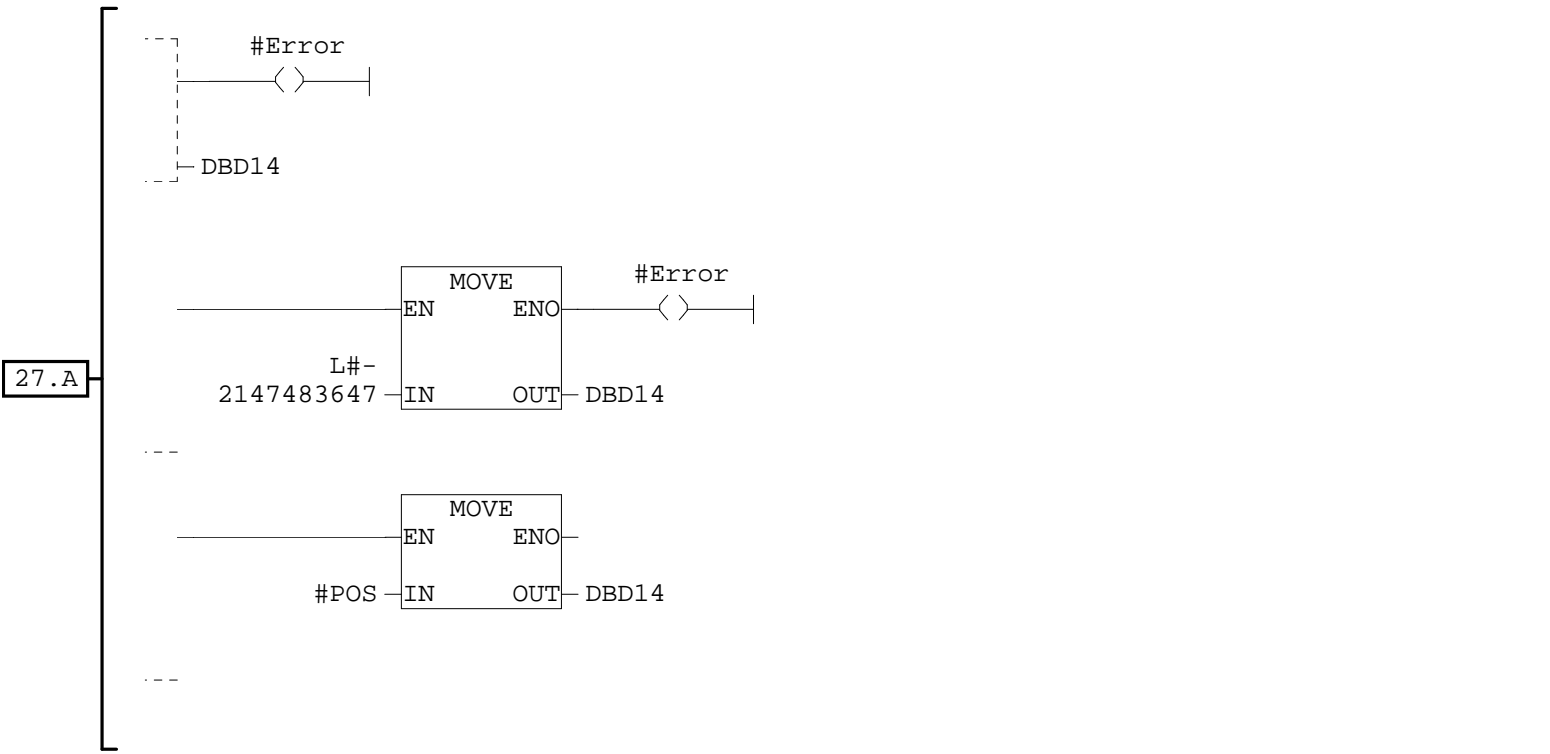 #Error
DBD14
MOVE
#Error
EN ENO
L#-
27.A
2147483647 IN OUT DBD14
MOVE
EN ENO
#POS IN OUT DBD14